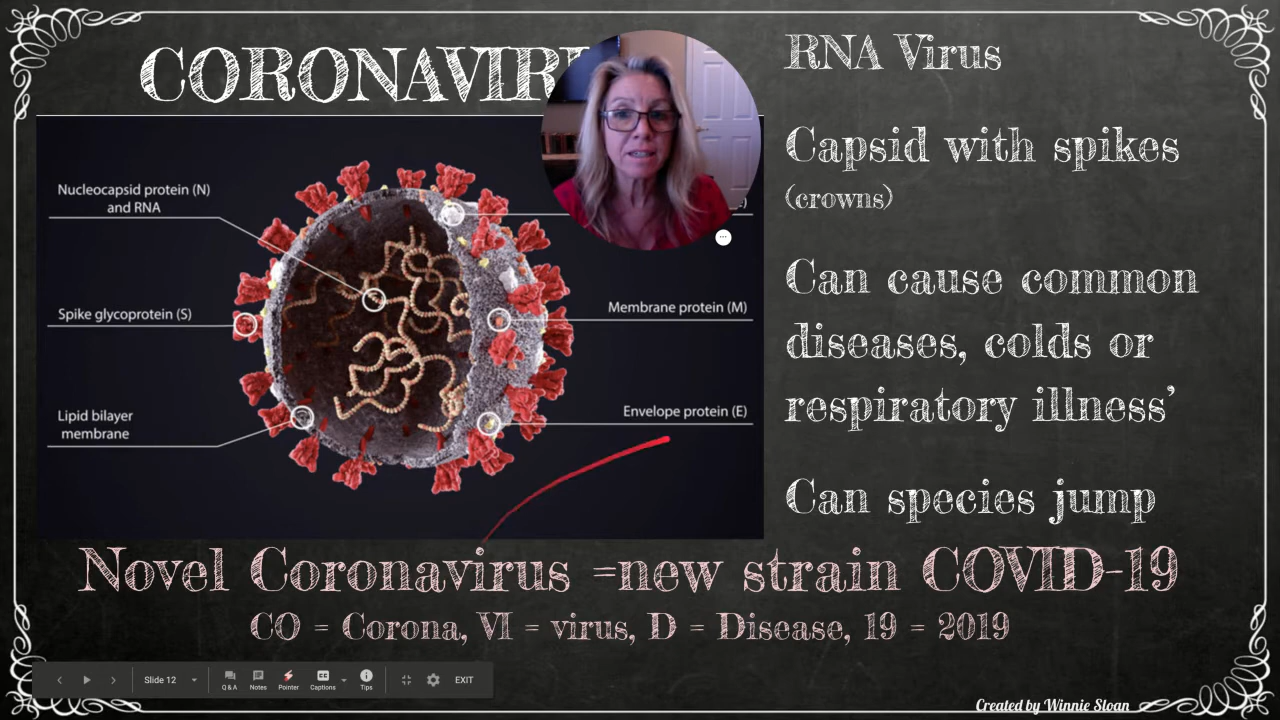 CORONAVIR
RNA Virus
Capsid with spikes
(crowns)
Can cause common
diseases, colds or
respiratory illness'
Can species jump
Nucleocapsid protein (N)
and RNA
Spike glycoprotein (S)
Lipid bilayer
membrane
Membrane protein (M)
Envelope protein (E)
Novel Coronavirus =new strain COVID-19
CO = Corona, VI = virus, D = Disease, 19 = 2019
Slide 12
Q&A
Notes
Pointer
CC
Captions
Tips
EXIT
Created by Winnie Sloan